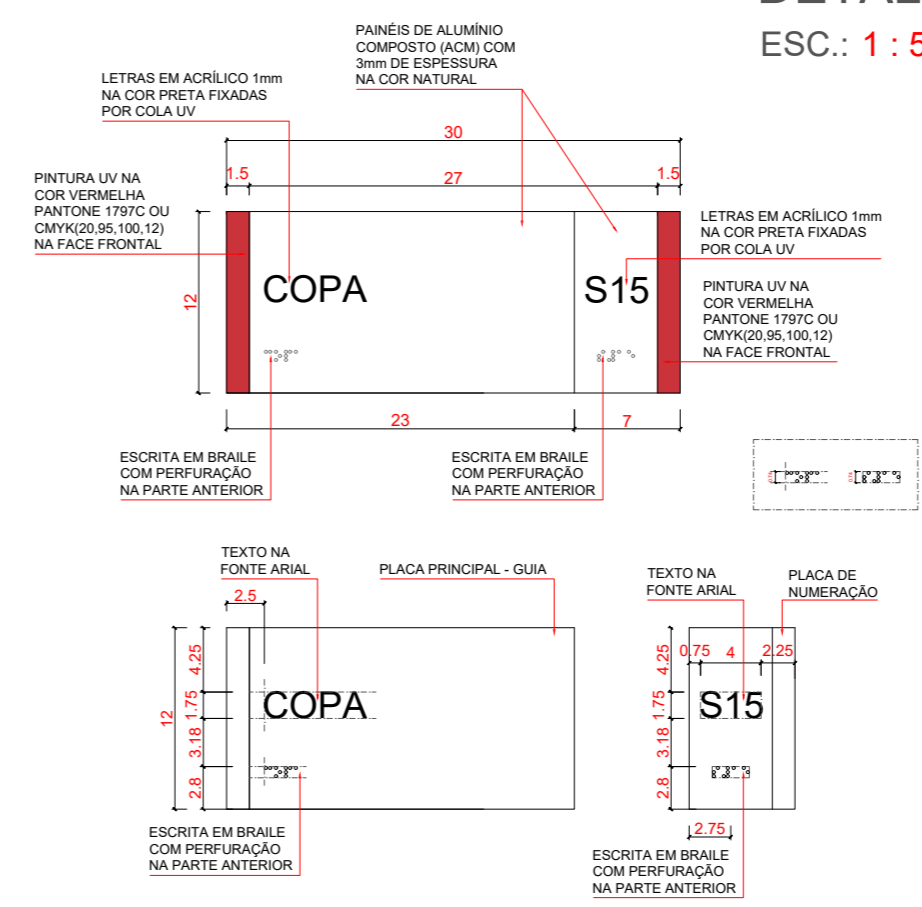 ESC.: 1 : 5
PAINÉIS DE ALUMÍNIO
COMPOSTO (ACM) COM
3mm DE ESPESSURA
NA COR NATURAL
LETRAS EM ACRÍLICO 1mm
NA COR PRETA FIXADAS
POR COLA UV
30
1.5
27
1.5
PINTURA UV NA
COR VERMELHA
PANTONE 1797C OU
CMYK(20,95,100,12)
NA FACE FRONTAL
LETRAS EM ACRÍLICO 1mm
NA COR PRETA FIXADAS
POR COLA UV
12
COPA
S15
PINTURA UV NA
COR VERMELHA
PANTONE 1797C OU
CMYK(20,95,100,12)
NA FACE FRONTAL
23
7
ESCRITA EM BRAILE
COM PERFURAÇÃO
NA PARTE ANTERIOR
ESCRITA EM BRAILE
COM PERFURAÇÃO
NA PARTE ANTERIOR
TEXTO NA
FONTE ARIAL
PLACA PRINCIPAL - GUIA
2.5
12
4.25
1.75
3.18
2.8
COPA
ESCRITA EM BRAILE
COM PERFURAÇÃO
NA PARTE ANTERIOR
TEXTO NA
FONTE ARIAL
PLACA DE
NUMERAÇÃO
0.75
4
2.25
4.25
1.75
3.18
2.8
S15
2.75
ESCRITA EM BRAILE
COM PERFURAÇÃO
NA PARTE ANTERIOR